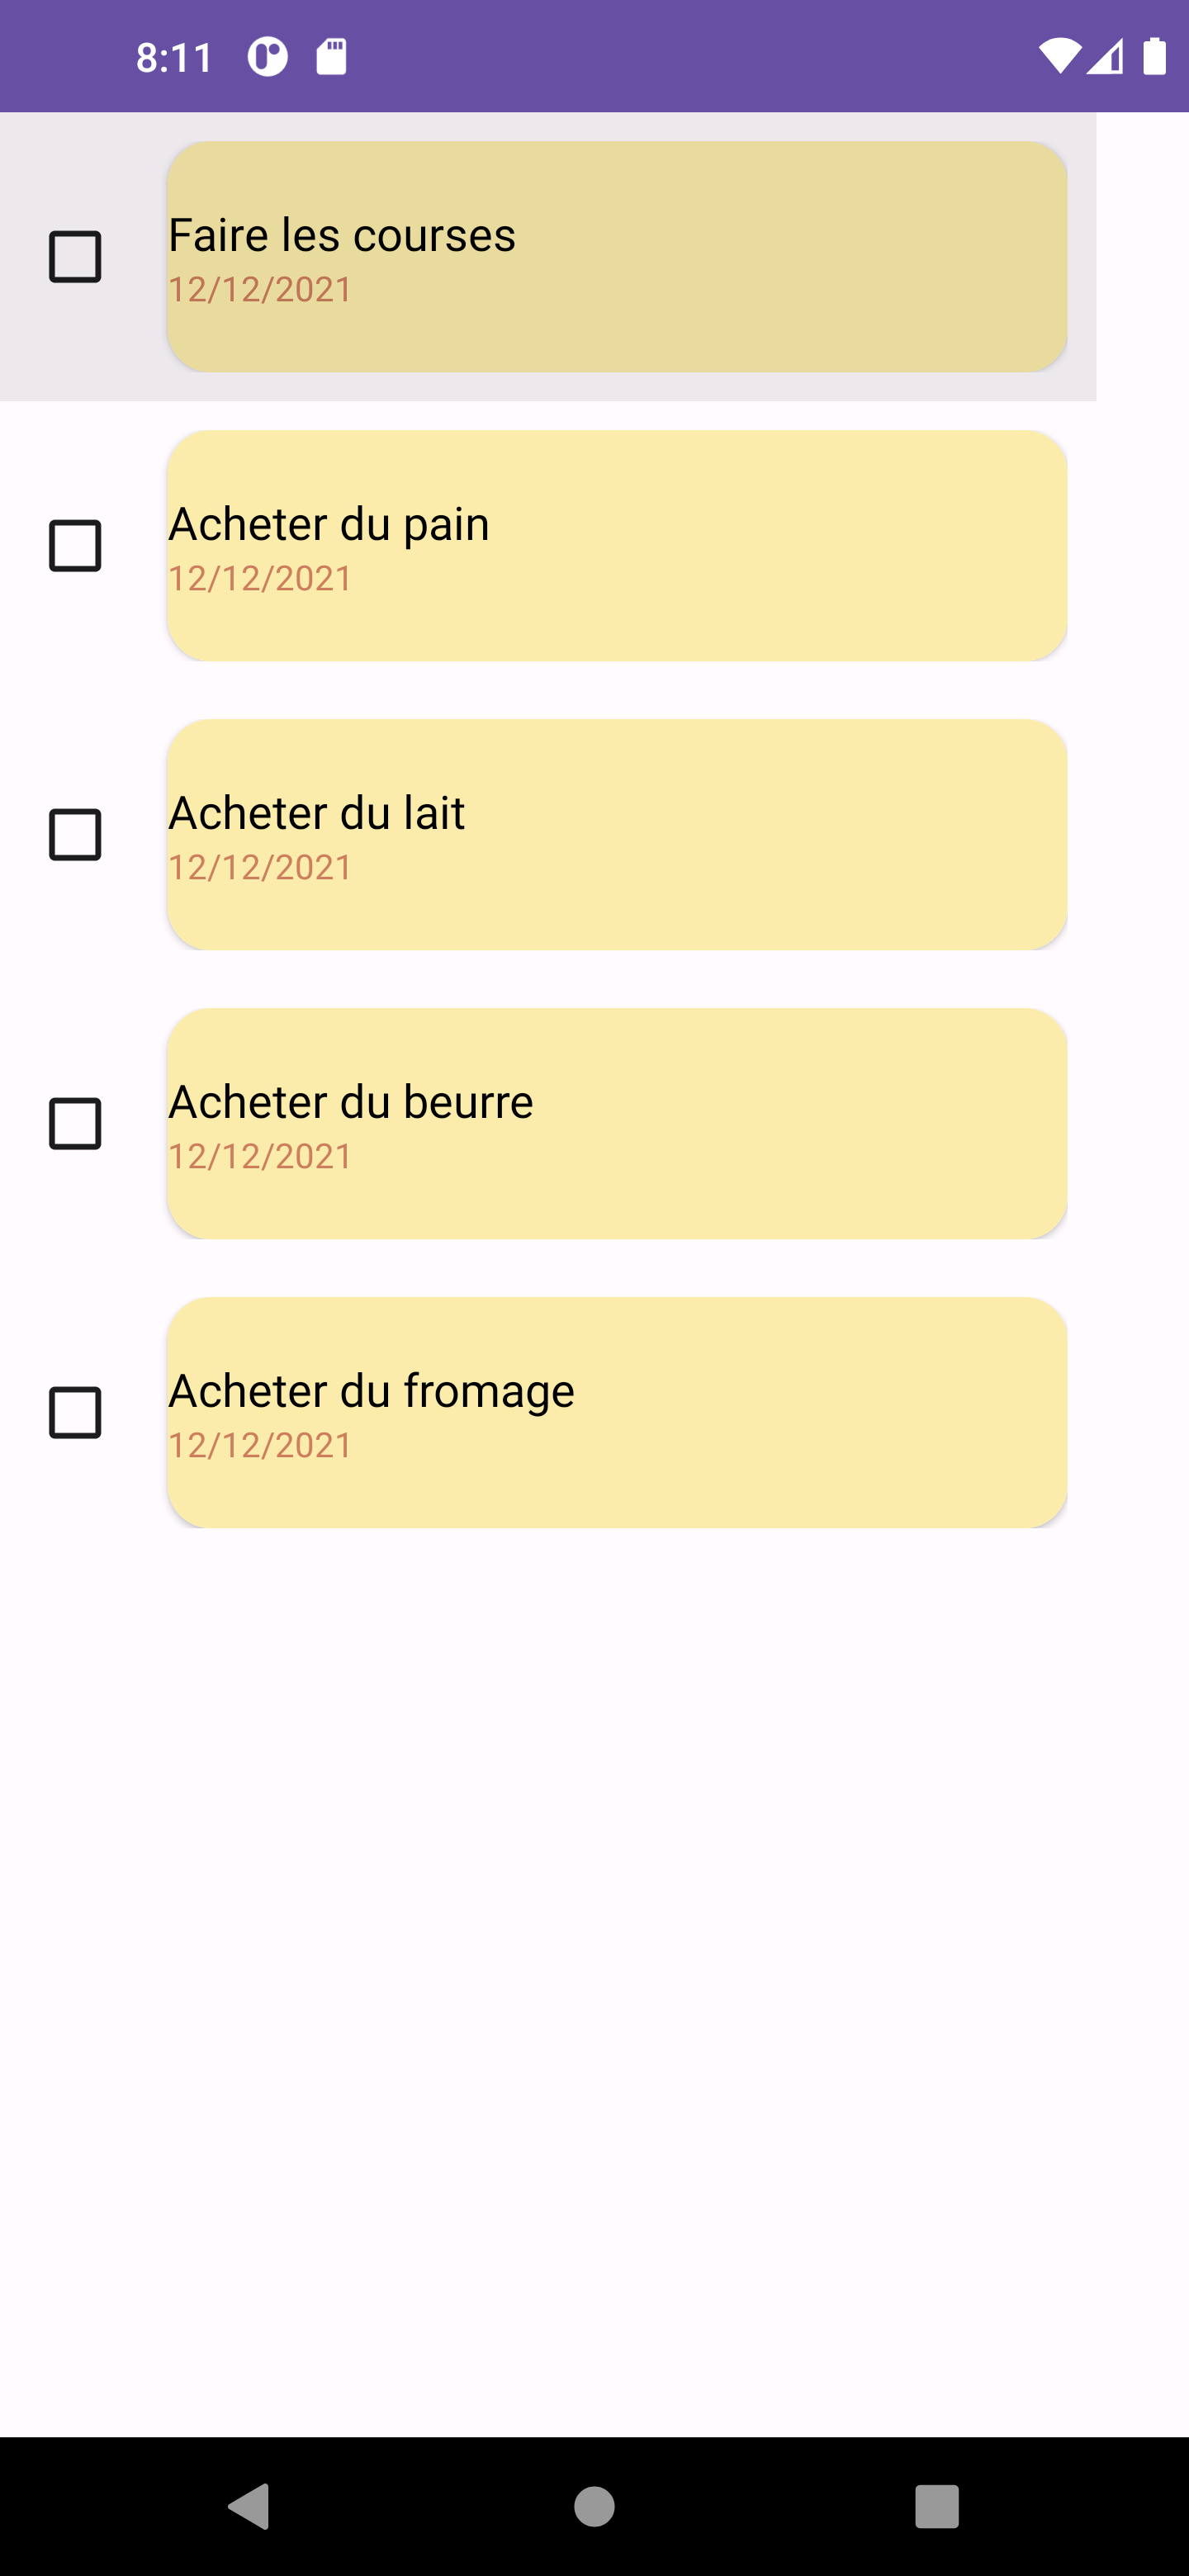 8:11
Faire les courses
12/12/2021
Acheter du pain
12/12/2021
Acheter du lait
12/12/2021
Acheter du beurre
12/12/2021
Acheter du fromage
12/12/2021